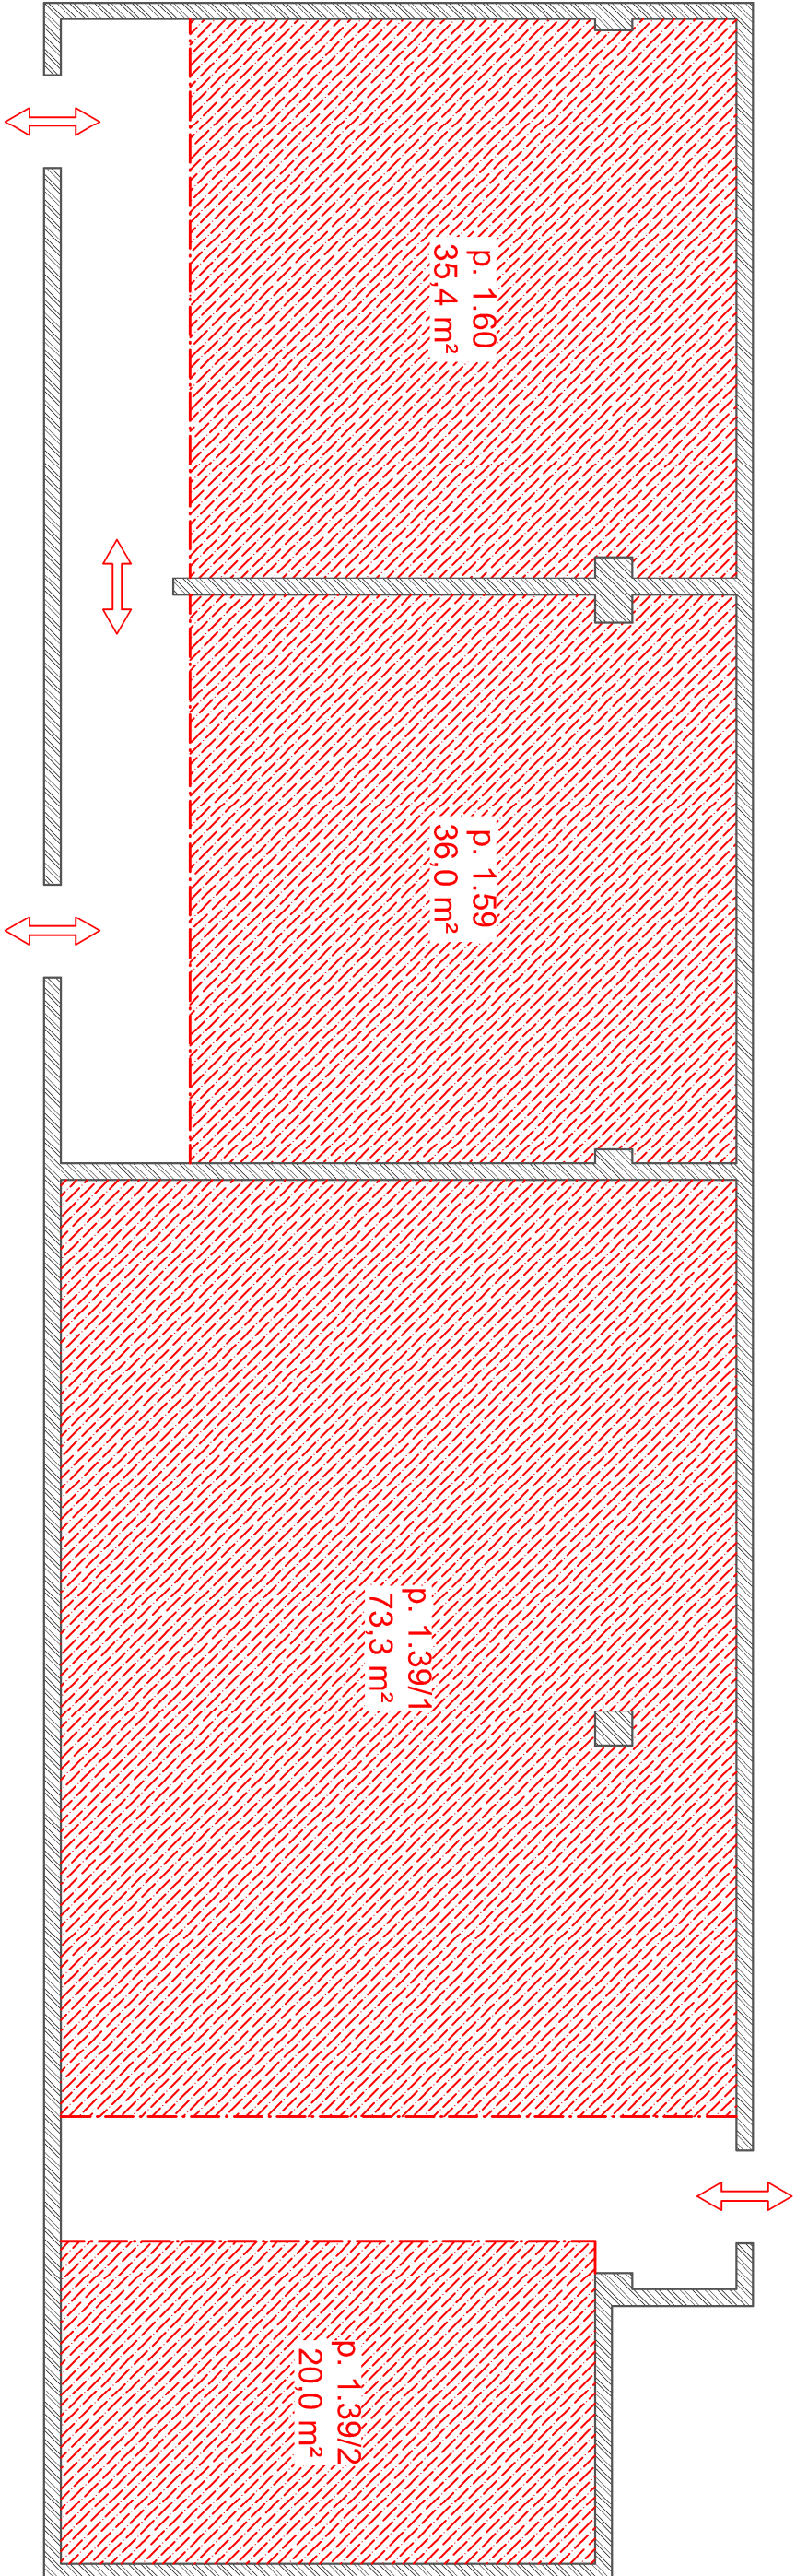 p. 1.60
35,4 m²
p. 1.59
36,0 m²
p. 1.39/1
73,3 m²
p. 1.39/2
20,0 m²